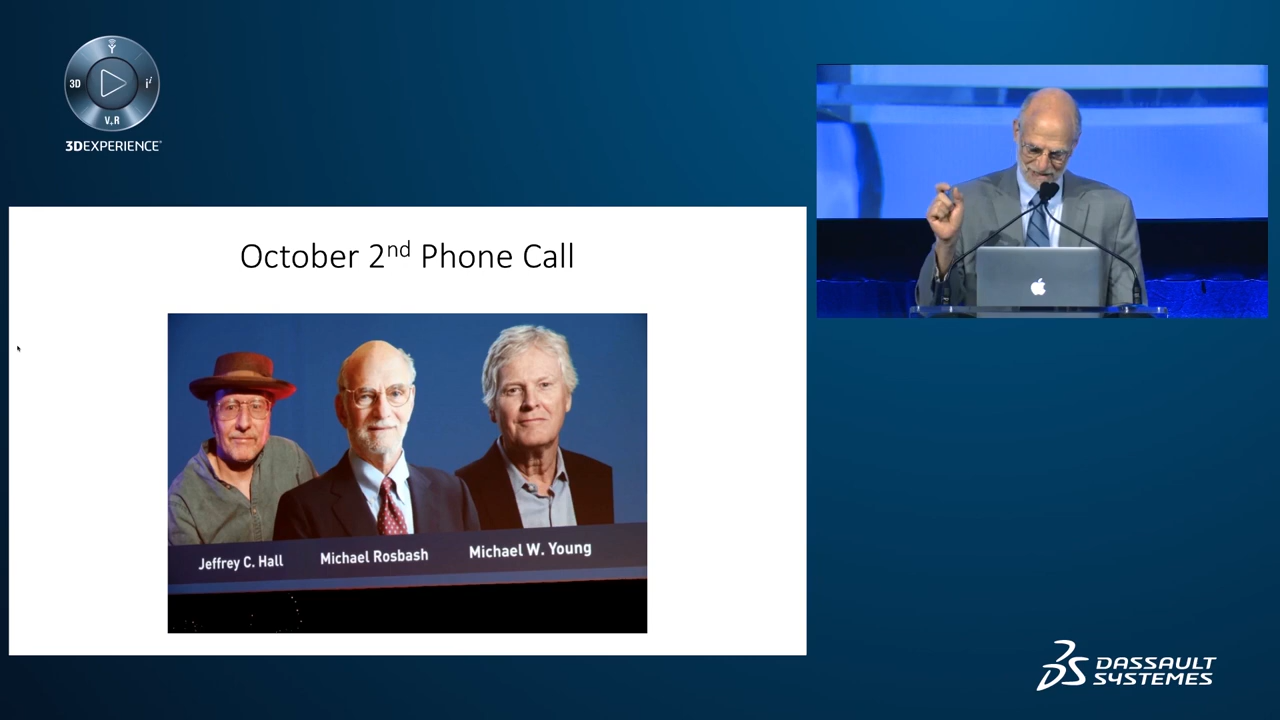 3D
V,R
i
3DEXPERIENCE
October 2nd Phone Call
Jeffrey C. Hall
Michael Rosbash
Michael W. Young
DASSAULT
SYSTEMES